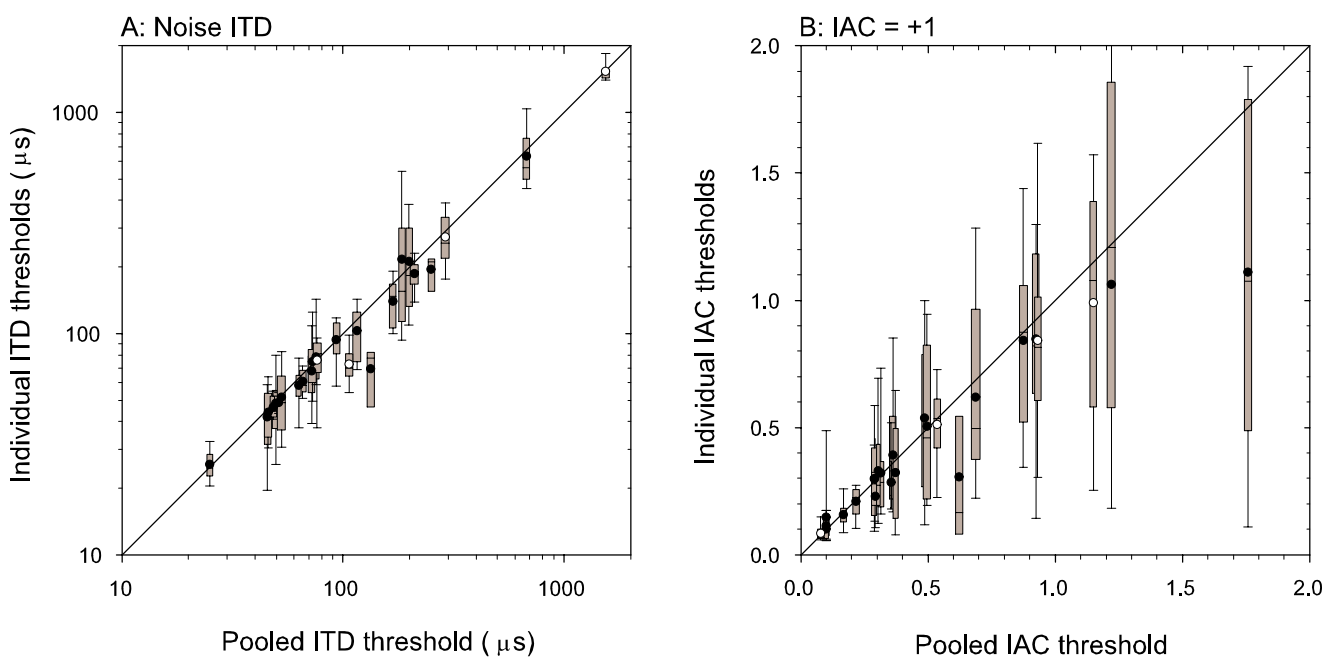 A: Noise ITD
Individual ITD thresholds ( μs)
1000
100
10
10
100
1000
Pooled ITD threshold ( μs)
B: IAC = +1
Individual IAC thresholds
2.0
1.5
1.0
0.5
0.0
0.0
0.5
1.0
1.5
2.0
Pooled IAC threshold